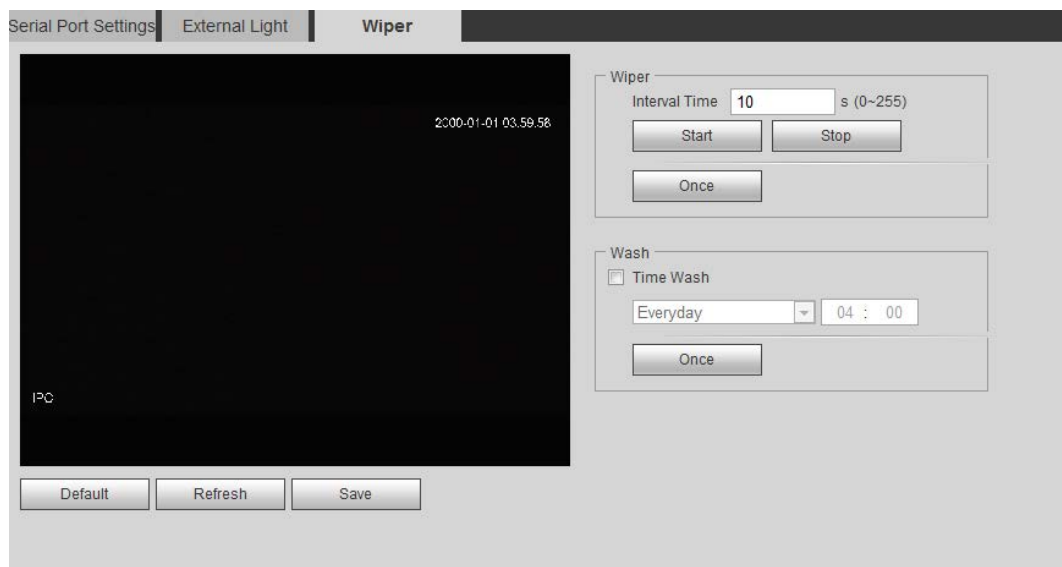 Serial Port Settings External Light Wiper
2000-01-01 03:59:58
IPC
Default Refresh Save
Wiper
Interval Time 10 s (0~255)
Start Stop
Once
Wash
Time Wash
Everyday 04 : 00
Once